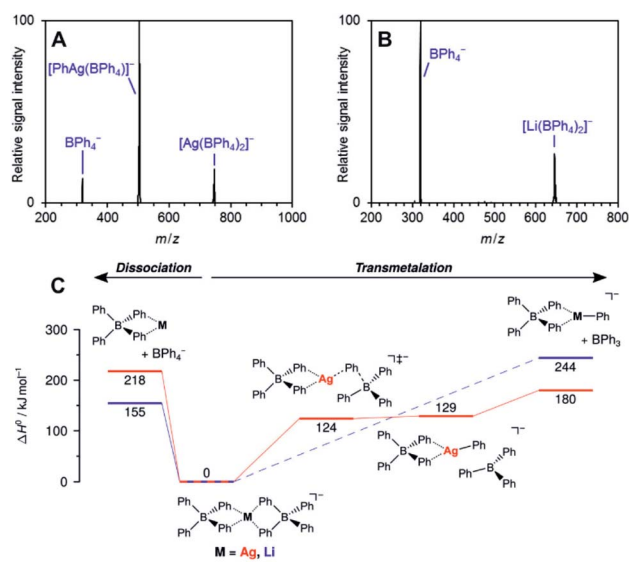 A
Relative signal intensity
100
0
[PhAg(BPh₄)]⁻
BPh₄⁻
[Ag(BPh₄)₂]⁻
200 400 600 800 1000
m/z
B
Relative signal intensity
100
0
BPh₄⁻
[Li(BPh₄)₂]⁻
200 300 400 500 600 700 800
m/z
C
Dissociation
Transmetalation
ΔH⁰ / kJ mol⁻¹
300
200
100
0
Ph Ph B Ph Ph M
+ BPh₄⁻
218
155
0
Ph Ph B Ph Ph M Ph Ph B Ph Ph ⁻
M = Ag, Li
Ph Ph B Ph Ph Ag Ph Ph B Ph Ph ‡⁻
124
129
Ph Ph B Ph Ph Ag Ph Ph B Ph Ph ⁻
Ph Ph B Ph Ph M Ph ⁻
+ BPh₃
244
180